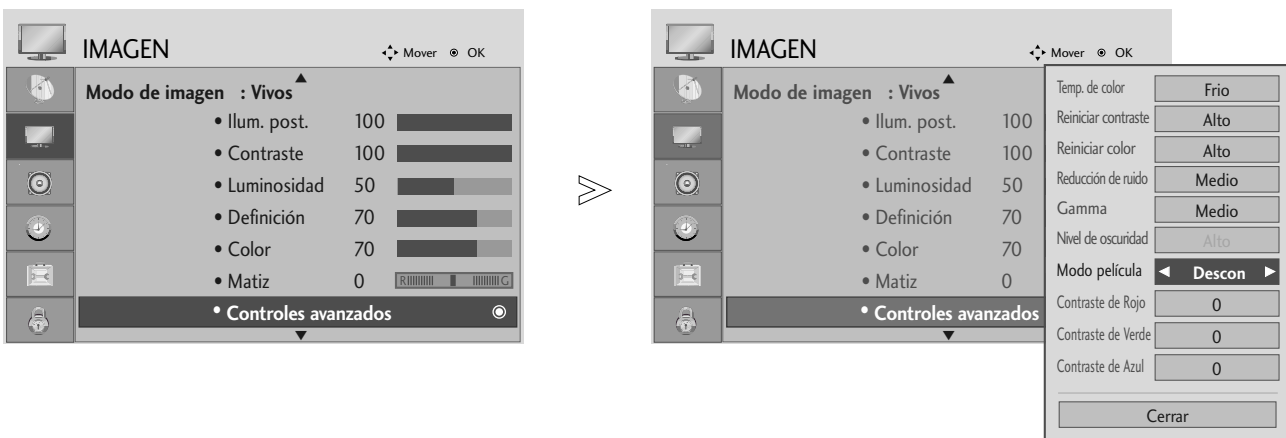 IMAGEN
Mover OK
Modo de imagen : Vivos
• Ilum. post. 100
• Contraste 100
• Luminosidad 50
• Definición 70
• Color 70
• Matiz 0 R G
• Controles avanzados
IMAGEN
Mover OK
Modo de imagen : Vivos
• Ilum. post. 100
• Contraste 100
• Luminosidad 50
• Definición 70
• Color 70
• Matiz 0
• Controles avanzados
Temp. de color Frio
Reiniciar contraste Alto
Reiniciar color Alto
Reducción de ruido Medio
Gamma Medio
Nivel de oscuridad Alto
Modo película Descon
Contraste de Rojo 0
Contraste de Verde 0
Contraste de Azul 0
Cerrar